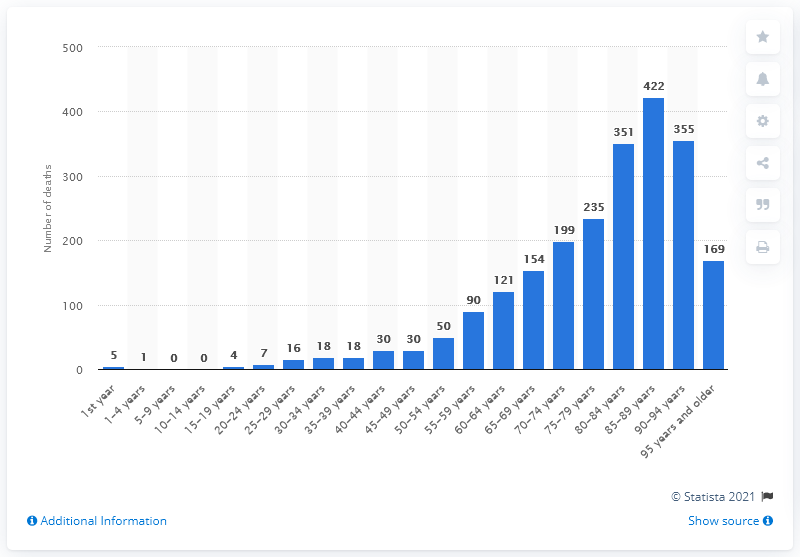 500
400
300
200
100
0
Number of deaths
5
1
0
0
4
7
16
18
18
30
30
50
90
121
154
199
235
351
422
355
169
1st year
1–4 years
5–9 years
10–14 years
15–19 years
20–24 years
25–29 years
30–34 years
35–39 years
40–44 years
45–49 years
50–54 years
55–59 years
60–64 years
65–69 years
70–74 years
75–79 years
80–84 years
85–89 years
90–94 years
95 years and older
© Statista 2021
Additional Information
Show source